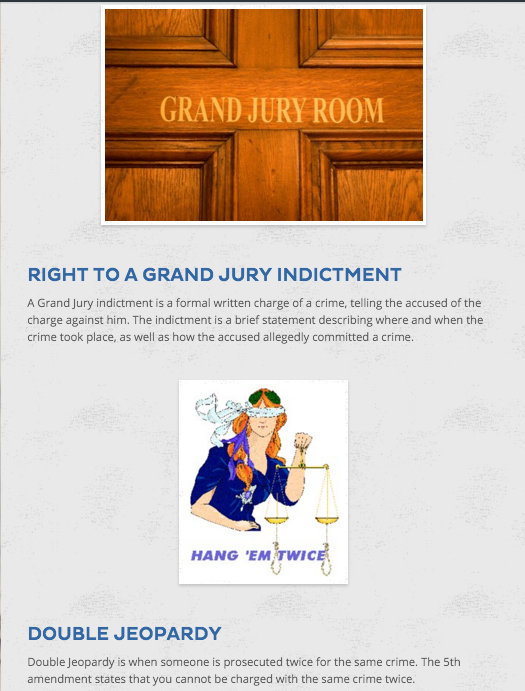 GRAND JURY ROOM
RIGHT TO A GRAND JURY INDICTMENT
A Grand Jury indictment is a formal written charge of a crime, telling the accused of the
charge against him. The indictment is a brief statement describing where and when the
crime took place, as well as how the accused allegedly committed a crime.
HANG 'EM TWICE
DOUBLE JEOPARDY
Double Jeopardy is when someone is prosecuted twice for the same crime. The 5th
amendment states that you cannot be charged with the same crime twice.